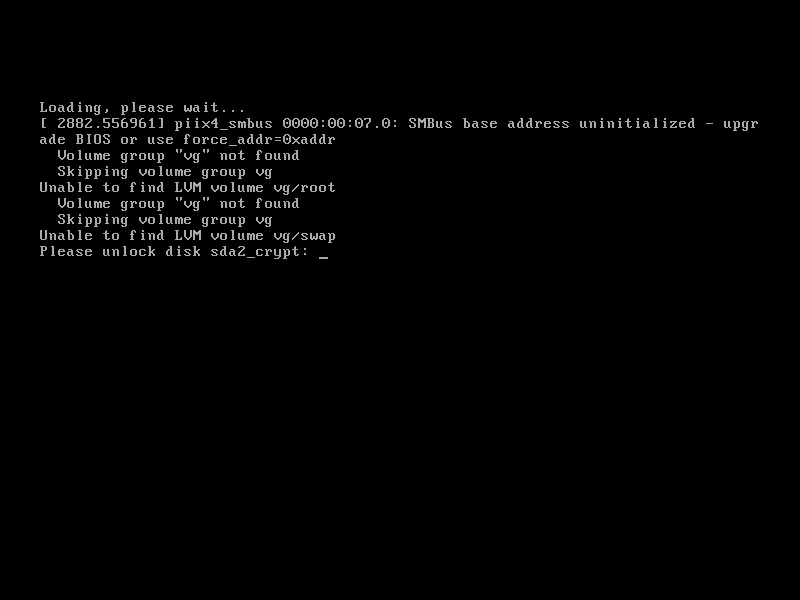 Loading, please wait...
[ 2882.556961] piix4_smbus 0000:00:07.0: SMBus base address uninitialized - upgr
ade BIOS or use force_addr=0xaddr
  Volume group "vg" not found
  Skipping volume group vg
Unable to find LVM volume vg/root
  Volume group "vg" not found
  Skipping volume group vg
Unable to find LVM volume vg/swap
Please unlock disk sda2_crypt: _